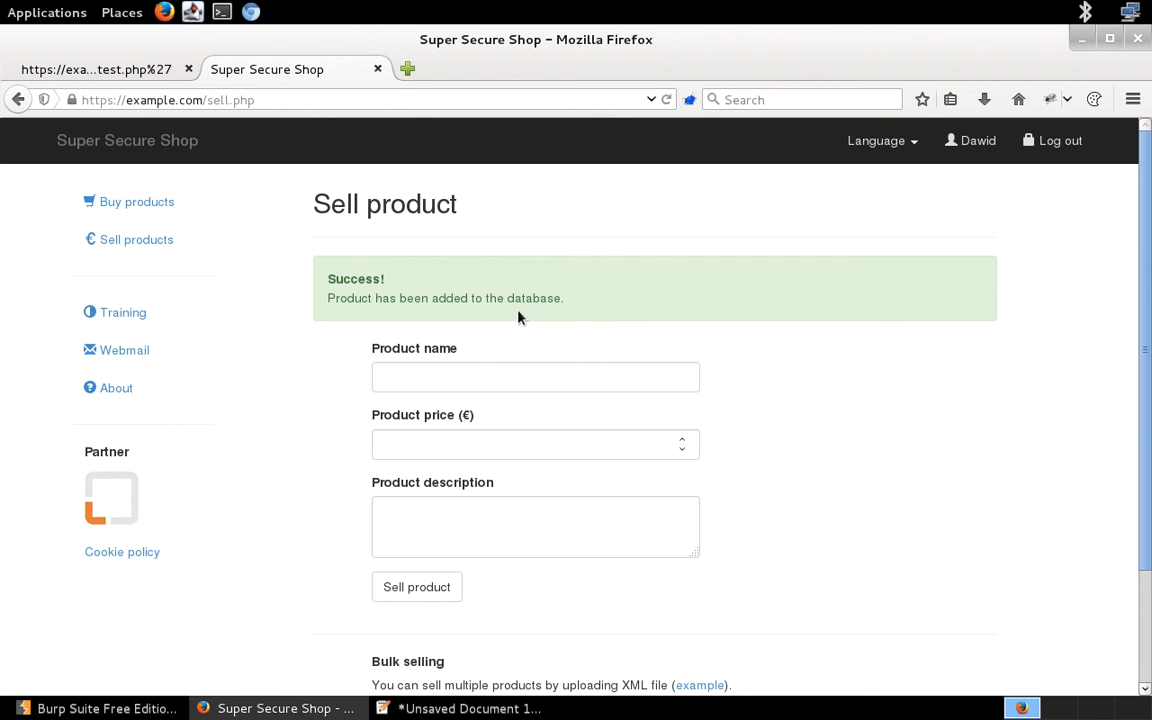 Applications Places
Super Secure Shop - Mozilla Firefox
https://exa...test.php%27
Super Secure Shop
https://example.com/sell.php
Search
Super Secure Shop
Language
Dawid
Log out
Buy products
Sell products
Training
Webmail
About
Partner
Cookie policy
Sell product
Success!
Product has been added to the database.
Product name
Product price (€)
Product description
Sell product
Bulk selling
You can sell multiple products by uploading XML file (example).
Burp Suite Free Editio...
Super Secure Shop - ...
*Unsaved Document 1...